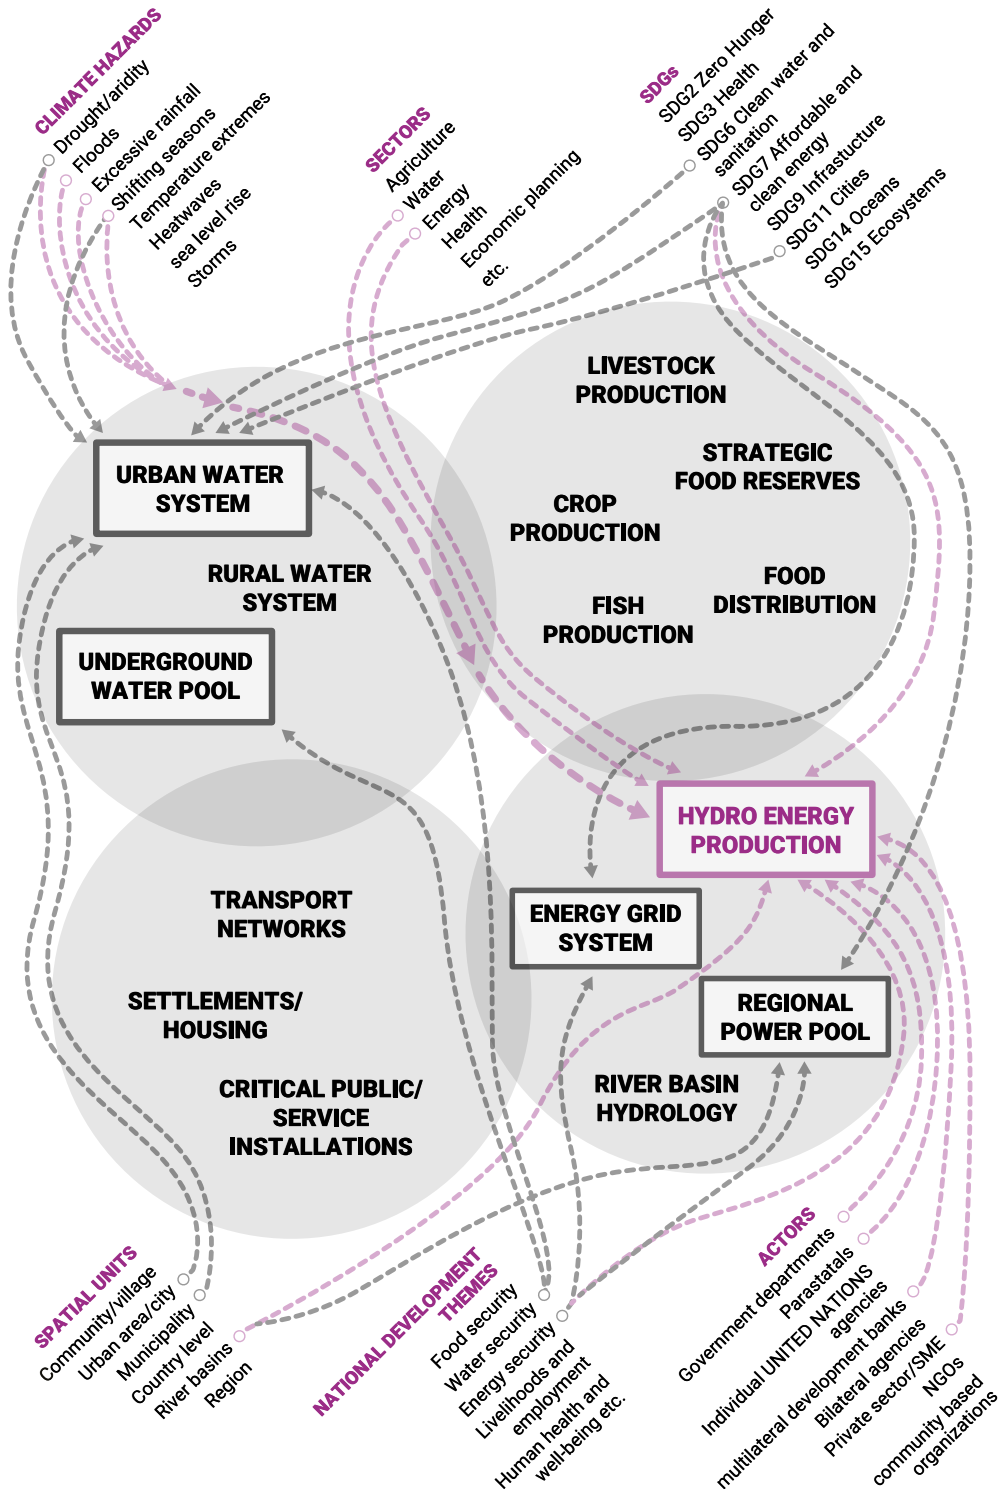 CLIMATE HAZARDS
Drought/aridity
Floods
Excessive rainfall
Shifting seasons
Temperature extremes
Heatwaves
sea level rise
Storms
SECTORS
Agriculture
Water
Energy
Health
Economic planning
etc.
SDGs
SDG2 Zero Hunger
SDG3 Health
SDG6 Clean water and
sanitation
SDG7 Affordable and
clean energy
SDG9 Infrastucture
SDG11 Cities
SDG14 Oceans
SDG15 Ecosystems
LIVESTOCK
PRODUCTION
STRATEGIC
FOOD RESERVES
CROP
PRODUCTION
FOOD
DISTRIBUTION
FISH
PRODUCTION
URBAN WATER
SYSTEM
RURAL WATER
SYSTEM
UNDERGROUND
WATER POOL
HYDRO ENERGY
PRODUCTION
ENERGY GRID
SYSTEM
REGIONAL
POWER POOL
RIVER BASIN
HYDROLOGY
TRANSPORT
NETWORKS
SETTLEMENTS/
HOUSING
CRITICAL PUBLIC/
SERVICE
INSTALLATIONS
SPATIAL UNITS
Community/village
Urban area/city
Municipality
Country level
River basins
Region
NATIONAL DEVELOPMENT
THEMES
Food security
Water security
Energy security
Livelihoods and
employment
Human health and
well-being etc.
ACTORS
Government departments
Parastatals
Individual UNITED NATIONS
agencies
multilateral development banks
Bilateral agencies
Private sector/SME
NGOs
community based
organizations